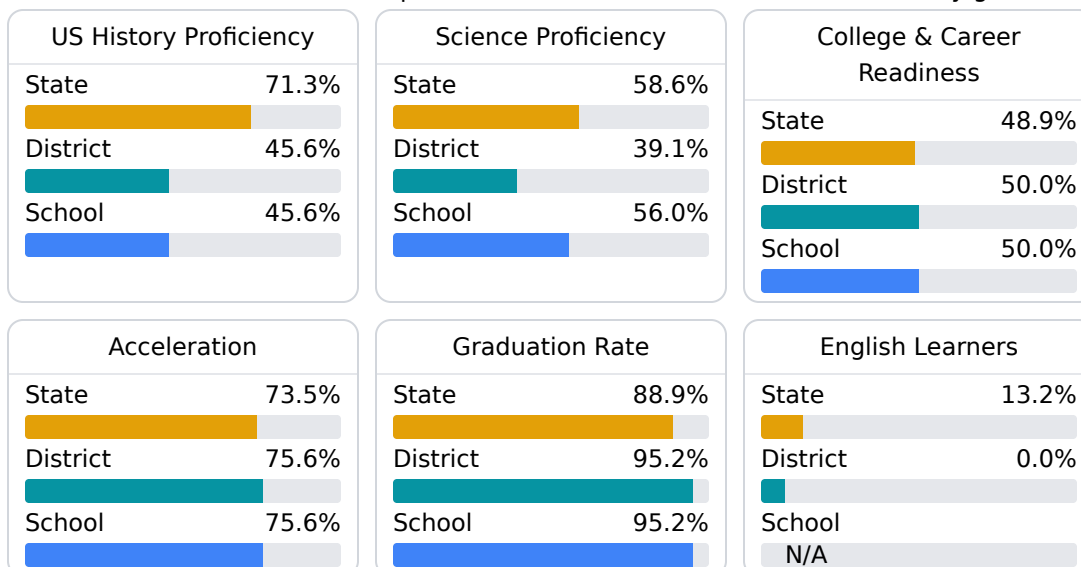 US History Proficiency
State 71.3%
District 45.6%
School 45.6%
Science Proficiency
State 58.6%
District 39.1%
School 56.0%
College & Career
Readiness
State 48.9%
District 50.0%
School 50.0%
Acceleration
State 73.5%
District 75.6%
School 75.6%
Graduation Rate
State 88.9%
District 95.2%
School 95.2%
English Learners
State 13.2%
District 0.0%
School
N/A